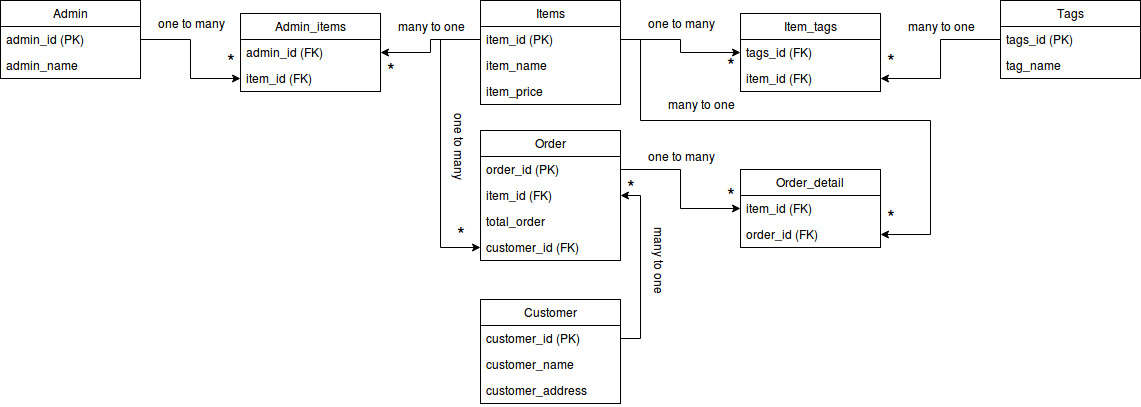 Admin
admin_id (PK)
admin_name
one to many
*
Admin_items
admin_id (FK)
item_id (FK)
many to one
*
Items
item_id (PK)
item_name
item_price
one to many
*
Item_tags
tags_id (FK)
item_id (FK)
many to one
*
Tags
tags_id (PK)
tag_name
many to one
*
one to many
*
Order
order_id (PK)
item_id (FK)
total_order
customer_id (FK)
one to many
*
*
Order_detail
item_id (FK)
order_id (FK)
many to one
Customer
customer_id (PK)
customer_name
customer_address